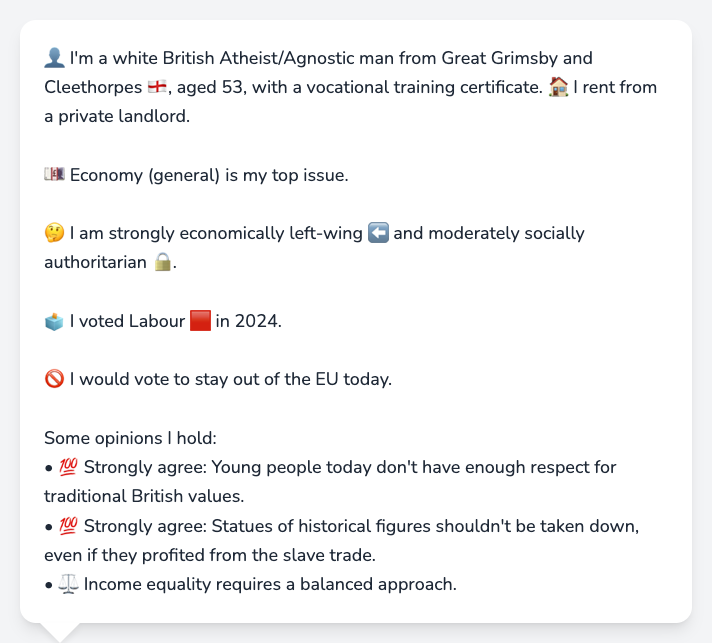 👤 I'm a white British Atheist/Agnostic man from Great Grimsby and
Cleethorpes 🏴󠁧󠁢󠁥󠁮󠁧󠁿, aged 53, with a vocational training certificate. 🏠 I rent from
a private landlord.
💷 Economy (general) is my top issue.
🤔 I am strongly economically left-wing ⬅️ and moderately socially
authoritarian 🔒.
🗳️ I voted Labour 🟥 in 2024.
🚫 I would vote to stay out of the EU today.
Some opinions I hold:
• 💯 Strongly agree: Young people today don't have enough respect for
traditional British values.
• 💯 Strongly agree: Statues of historical figures shouldn't be taken down,
even if they profited from the slave trade.
• ⚖️ Income equality requires a balanced approach.